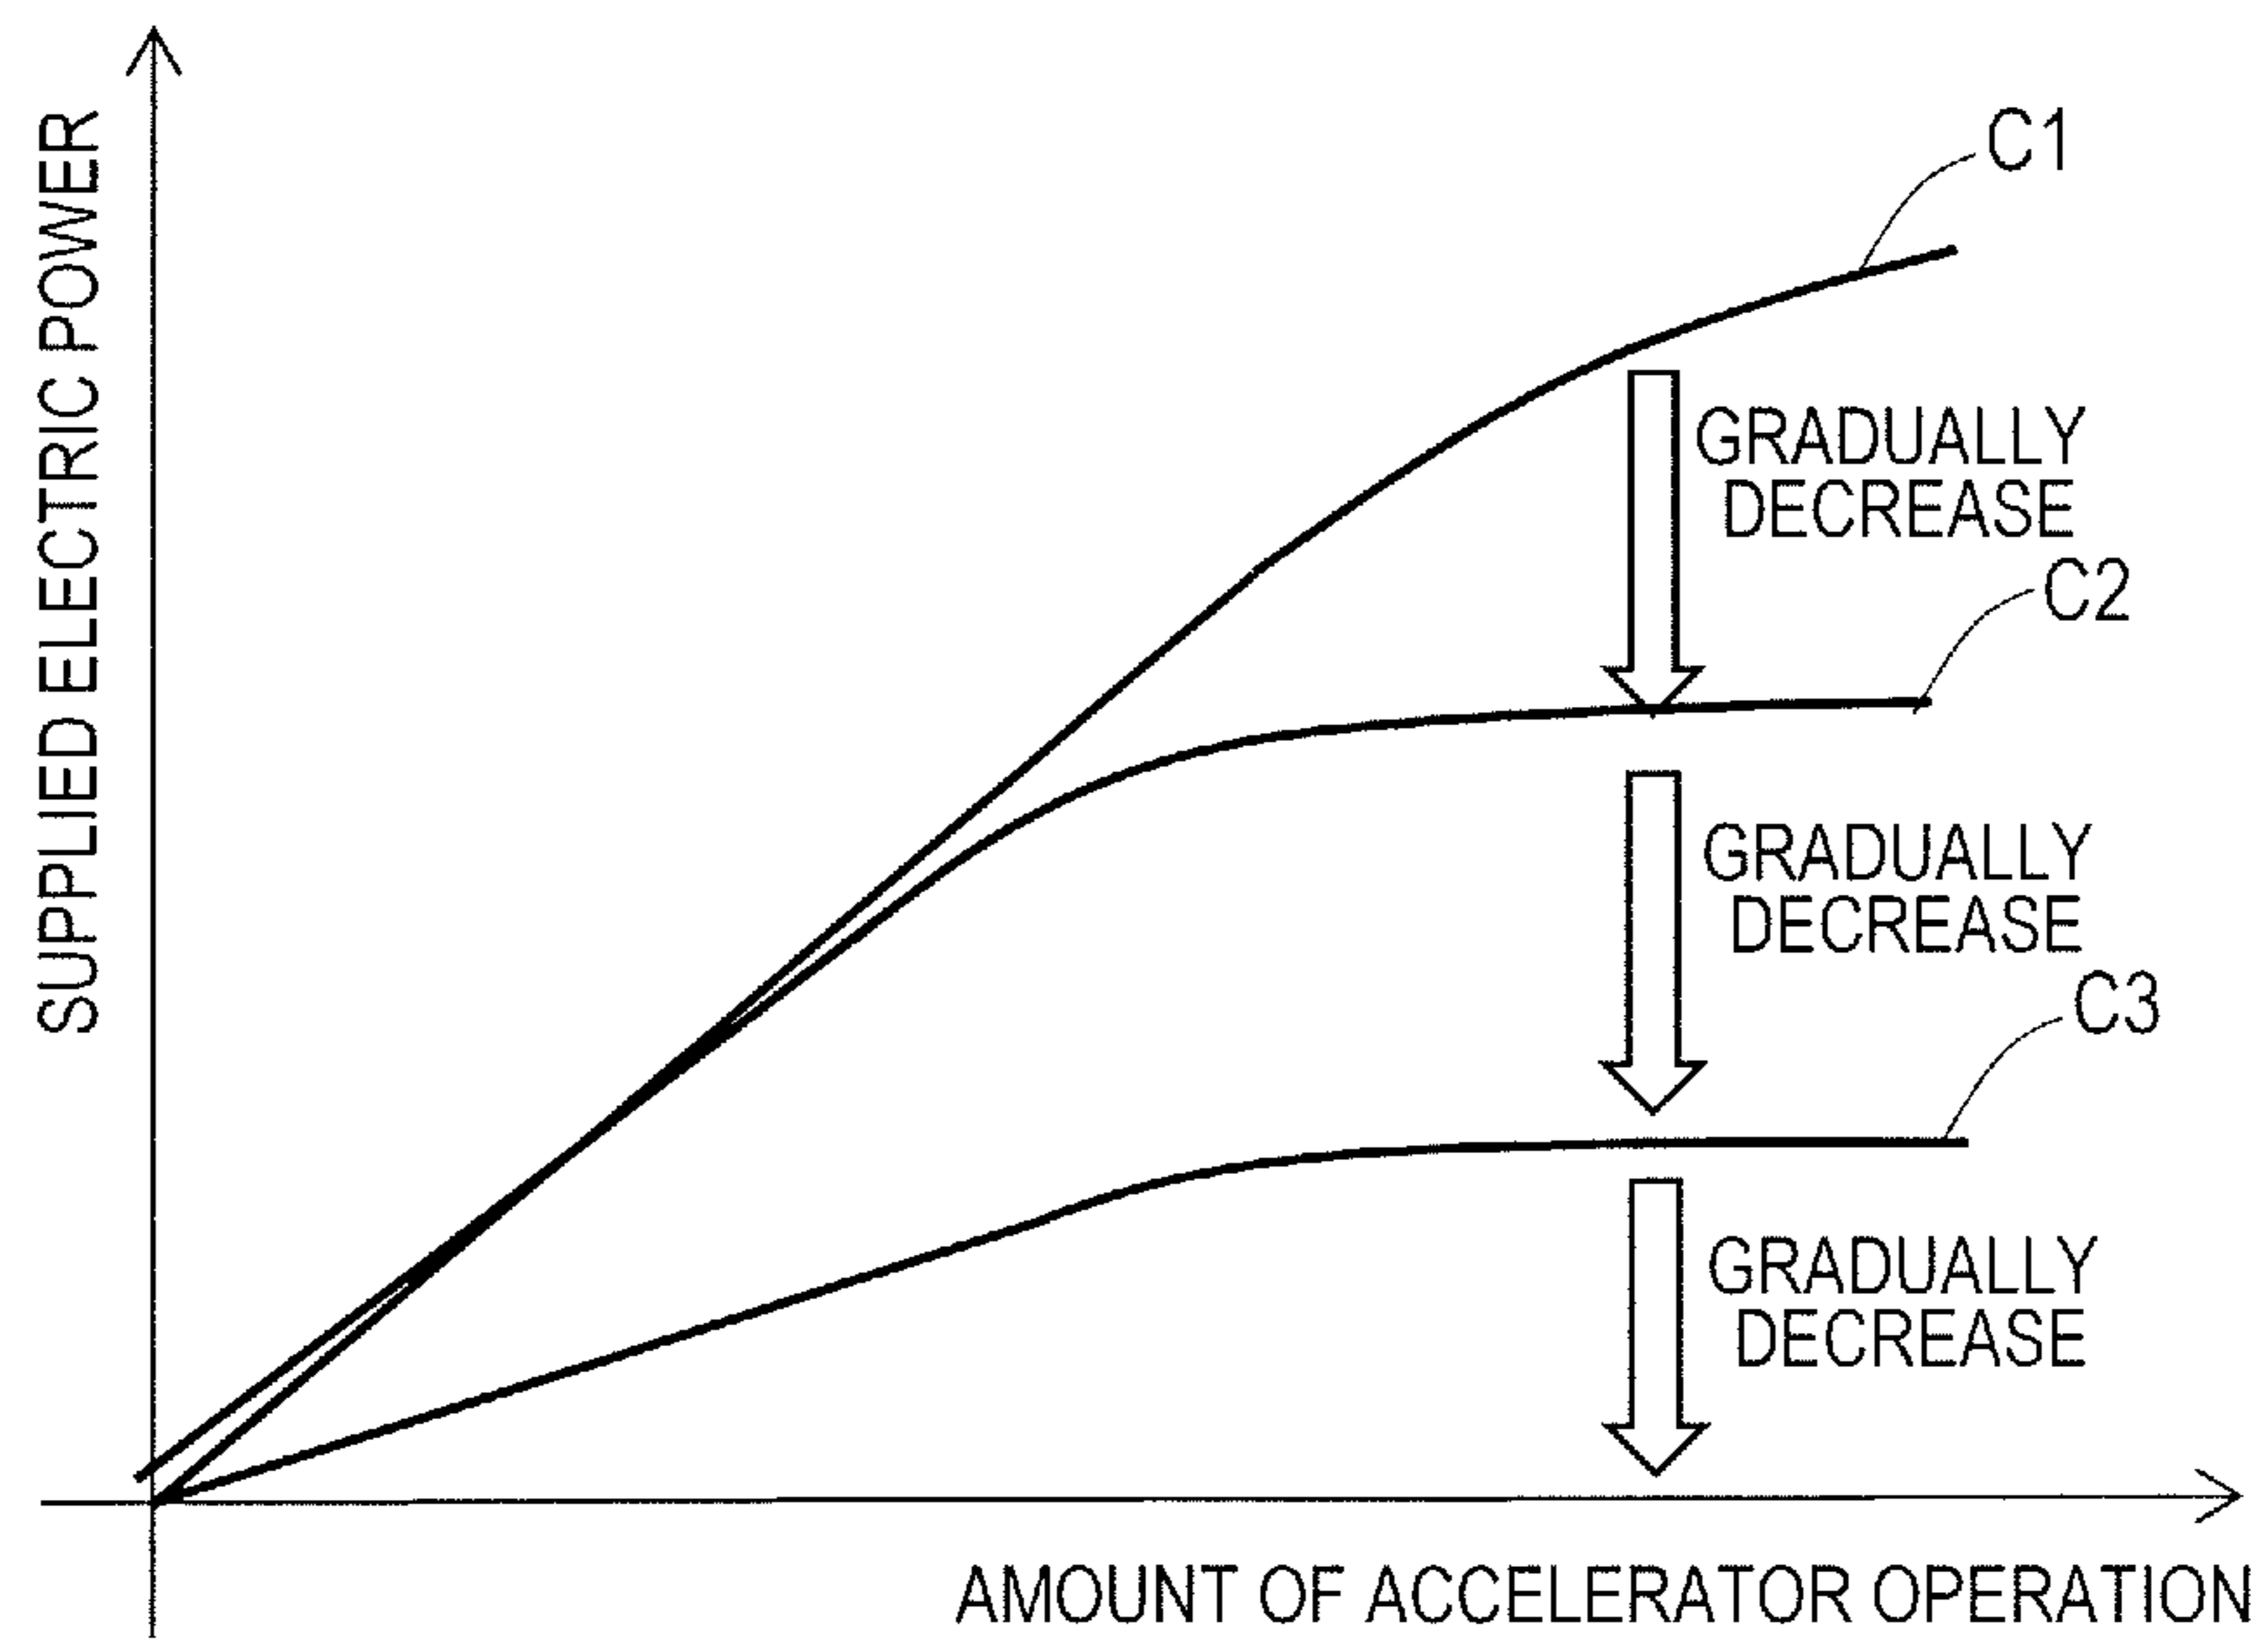 SUPPLIED ELECTRIC POWER
C1
GRADUALLY
DECREASE
C2
GRADUALLY
DECREASE
C3
GRADUALLY
DECREASE
AMOUNT OF ACCELERATOR OPERATION